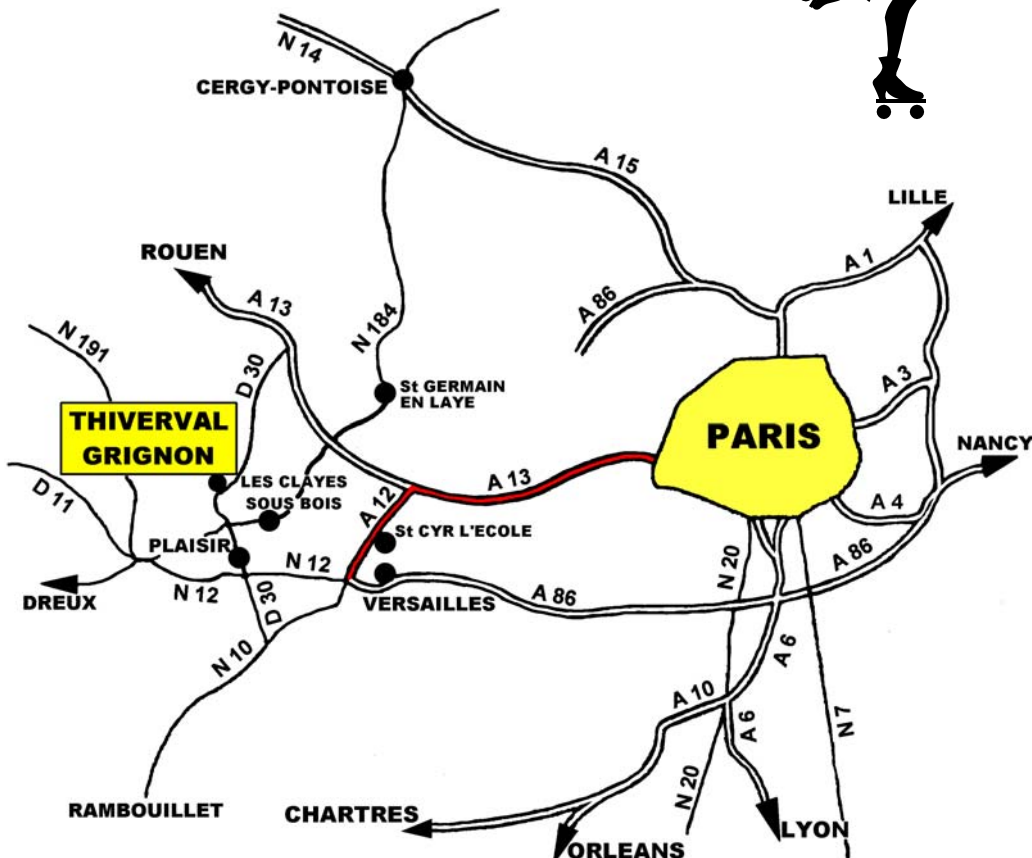 N 14
CERGY-PONTOISE
A 15
LILLE
ROUEN
A 13
A 1
A 86
N 184
N 191
D 30
St GERMAIN
EN LAYE
A 3
THIVERVAL
GRIGNON
PARIS
NANCY
LES CLAYES
SOUS BOIS
A 13
A 12
D 11
A 4
St CYR L'ECOLE
PLAISIR
N 12
N 20
A 86
DREUX
N 12
D 30
VERSAILLES
A 86
N 10
A 6
A 10
A 6
N 7
N 20
RAMBOUILLET
CHARTRES
LYON
ORLEANS